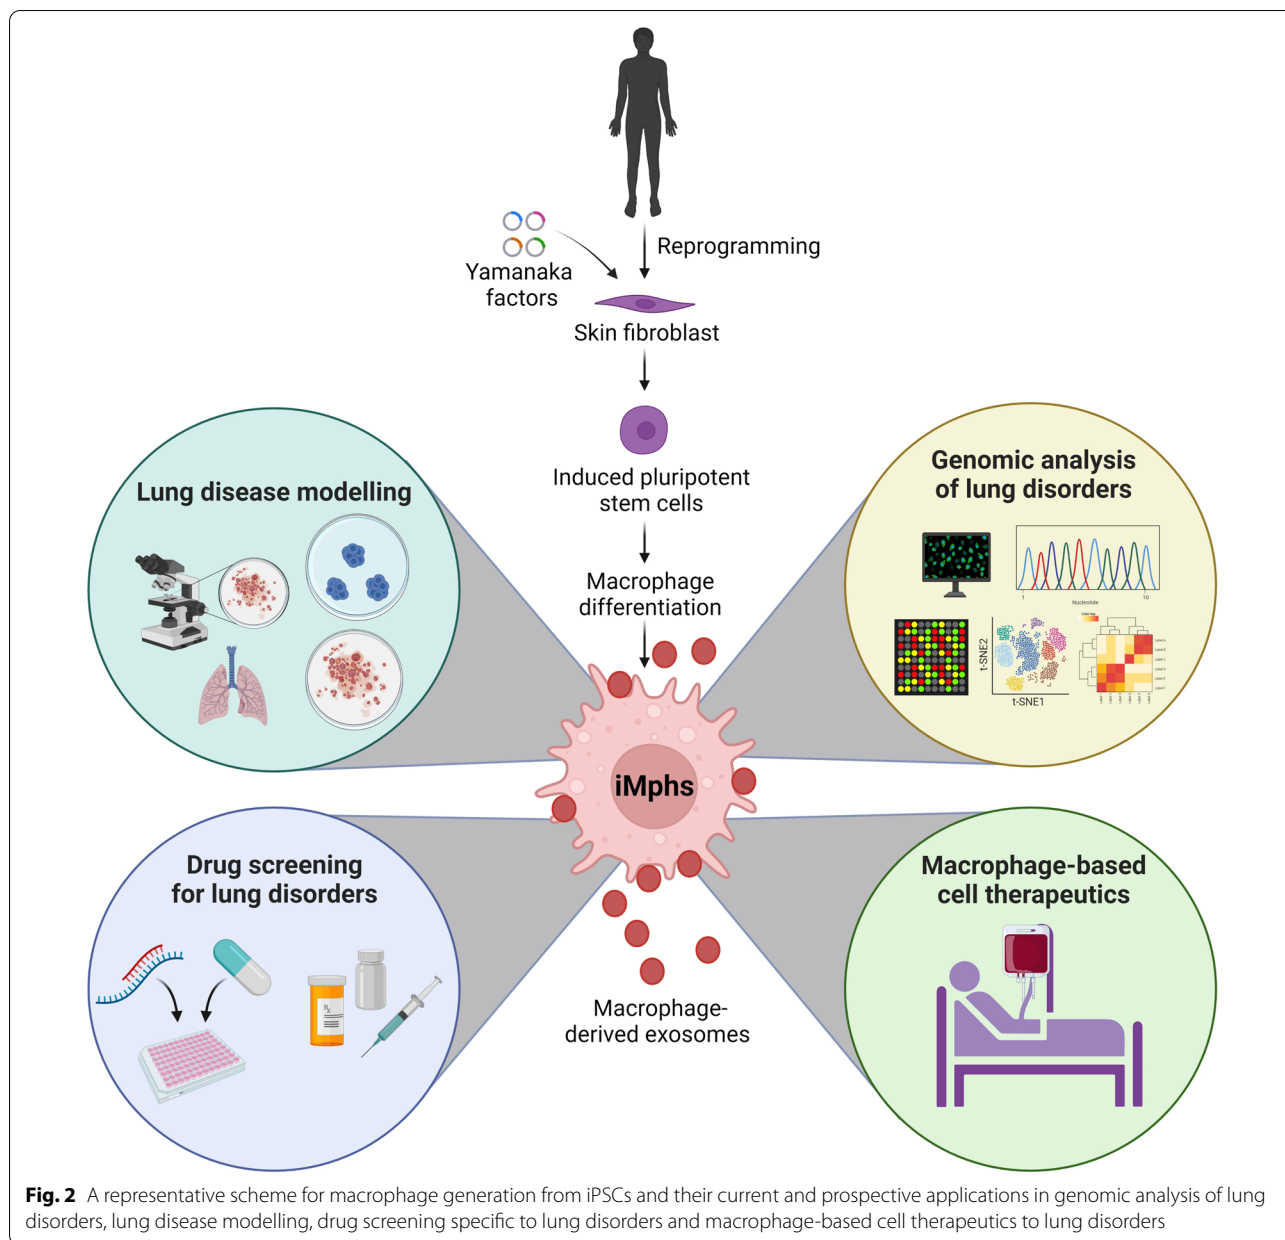 Reprogramming
Yamanaka
factors
Skin fibroblast
Induced pluripotent
stem cells
Macrophage
differentiation
Lung disease modelling
Genomic analysis
of lung disorders
1
10
Nucleotide
t-SNE2
t-SNE1
iMphs
Drug screening
for lung disorders
Rx
Macrophage-based
cell therapeutics
Macrophage-
derived exosomes
Fig. 2 A representative scheme for macrophage generation from iPSCs and their current and prospective applications in genomic analysis of lung
disorders, lung disease modelling, drug screening specific to lung disorders and macrophage-based cell therapeutics to lung disorders